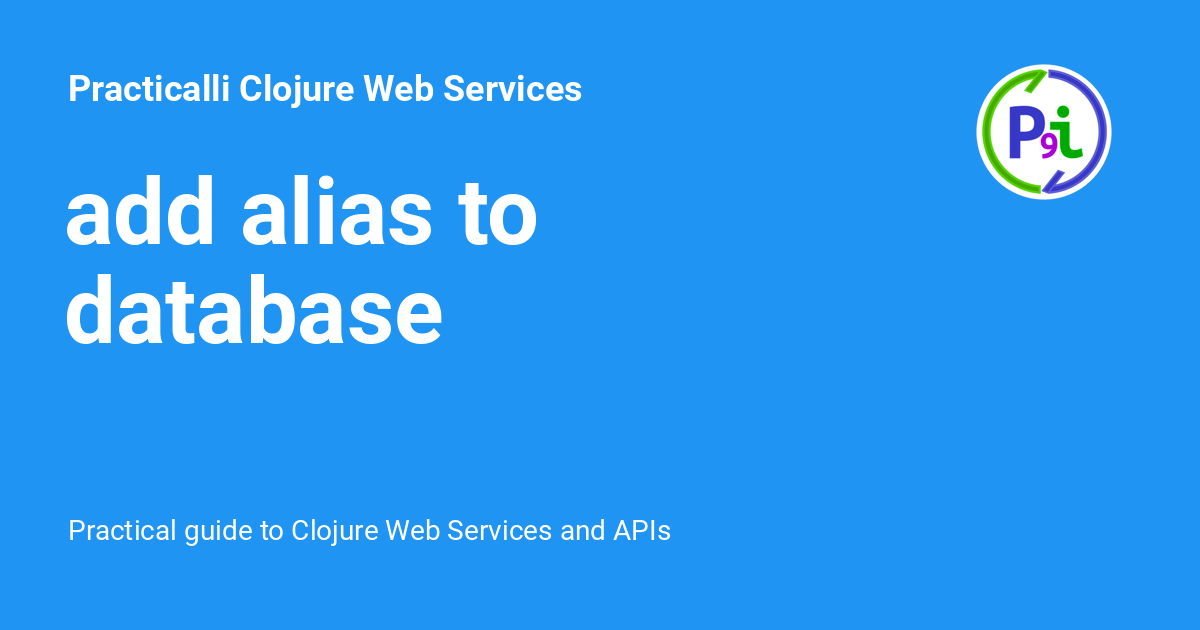 Practicalli Clojure Web Services
P9i
add alias to
database
Practical guide to Clojure Web Services and APIs